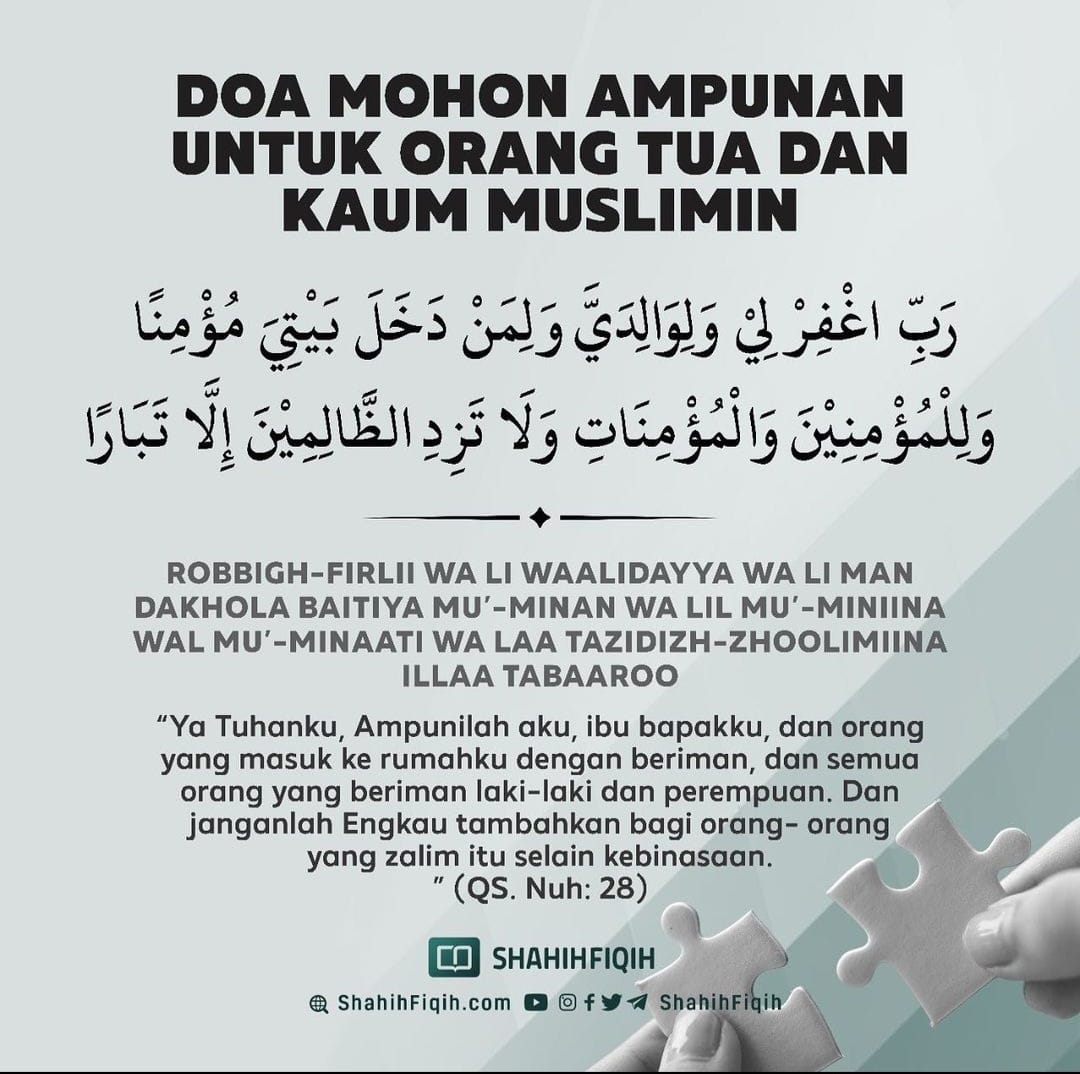 DOA MOHON AMPUNAN
UNTUK ORANG TUA DAN
KAUM MUSLIMIN
رَبِّ اغْفِرْ لِيْ وَلِوَالِدَيَّ وَلِمَنْ دَخَلَ بَيْتِيَ مُؤْمِنًا
وَلِلْمُؤْمِنِيْنَ وَالْمُؤْمِنَاتِ وَلَا تَزِدِ الظَّالِمِيْنَ إِلَّا تَبَارًا
ROBBIGH-FIRLII WA LI WAALIDAYYA WA LI MAN
DAKHOLA BAITIYA MU’-MINAN WA LIL MU’-MINIINA
WAL MU’-MINAATI WA LAA TAZIDIZH-ZHOOLIMIINA
ILLAA TABAAROO
“Ya Tuhanku, Ampunilah aku, ibu bapakku, dan orang
yang masuk ke rumahku dengan beriman, dan semua
orang yang beriman laki-laki dan perempuan. Dan
janganlah Engkau tambahkan bagi orang- orang
yang zalim itu selain kebinasaan.
” (QS. Nuh: 28)
SHAHIHFIQIH
ShahihFiqih.com ShahihFiqih